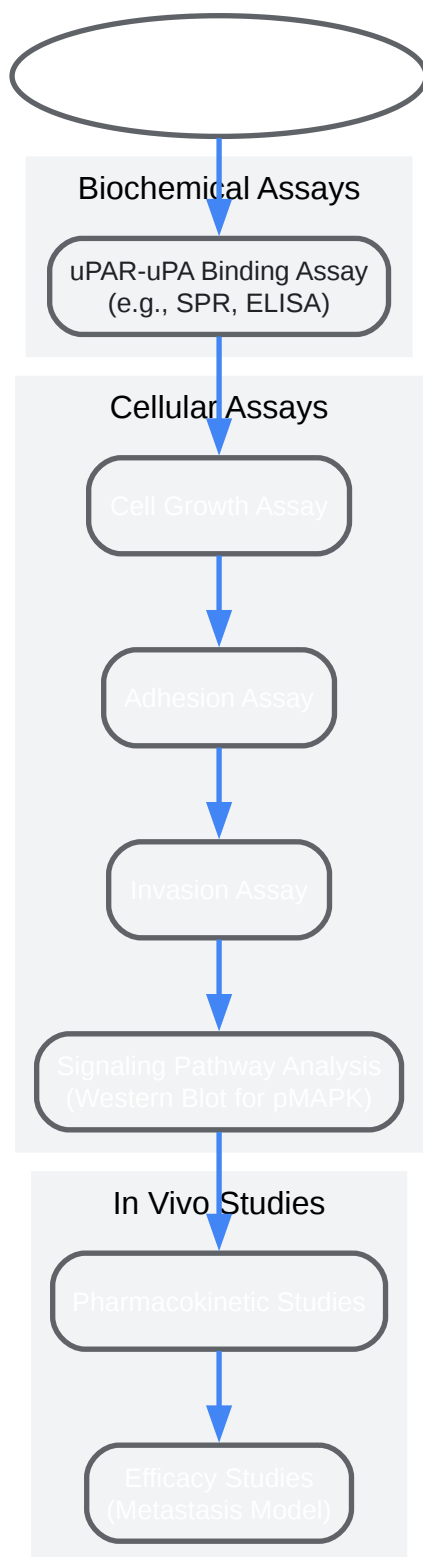 Biochemical Assays
uPAR-uPA Binding Assay
(e.g., SPR, ELISA)
Cellular Assays
Cell Growth Assay
Adhesion Assay
Invasion Assay
Signaling Pathway Analysis
(Western Blot for pMAPK)
In Vivo Studies
Pharmacokinetic Studies
Efficacy Studies
(Metastasis Model)